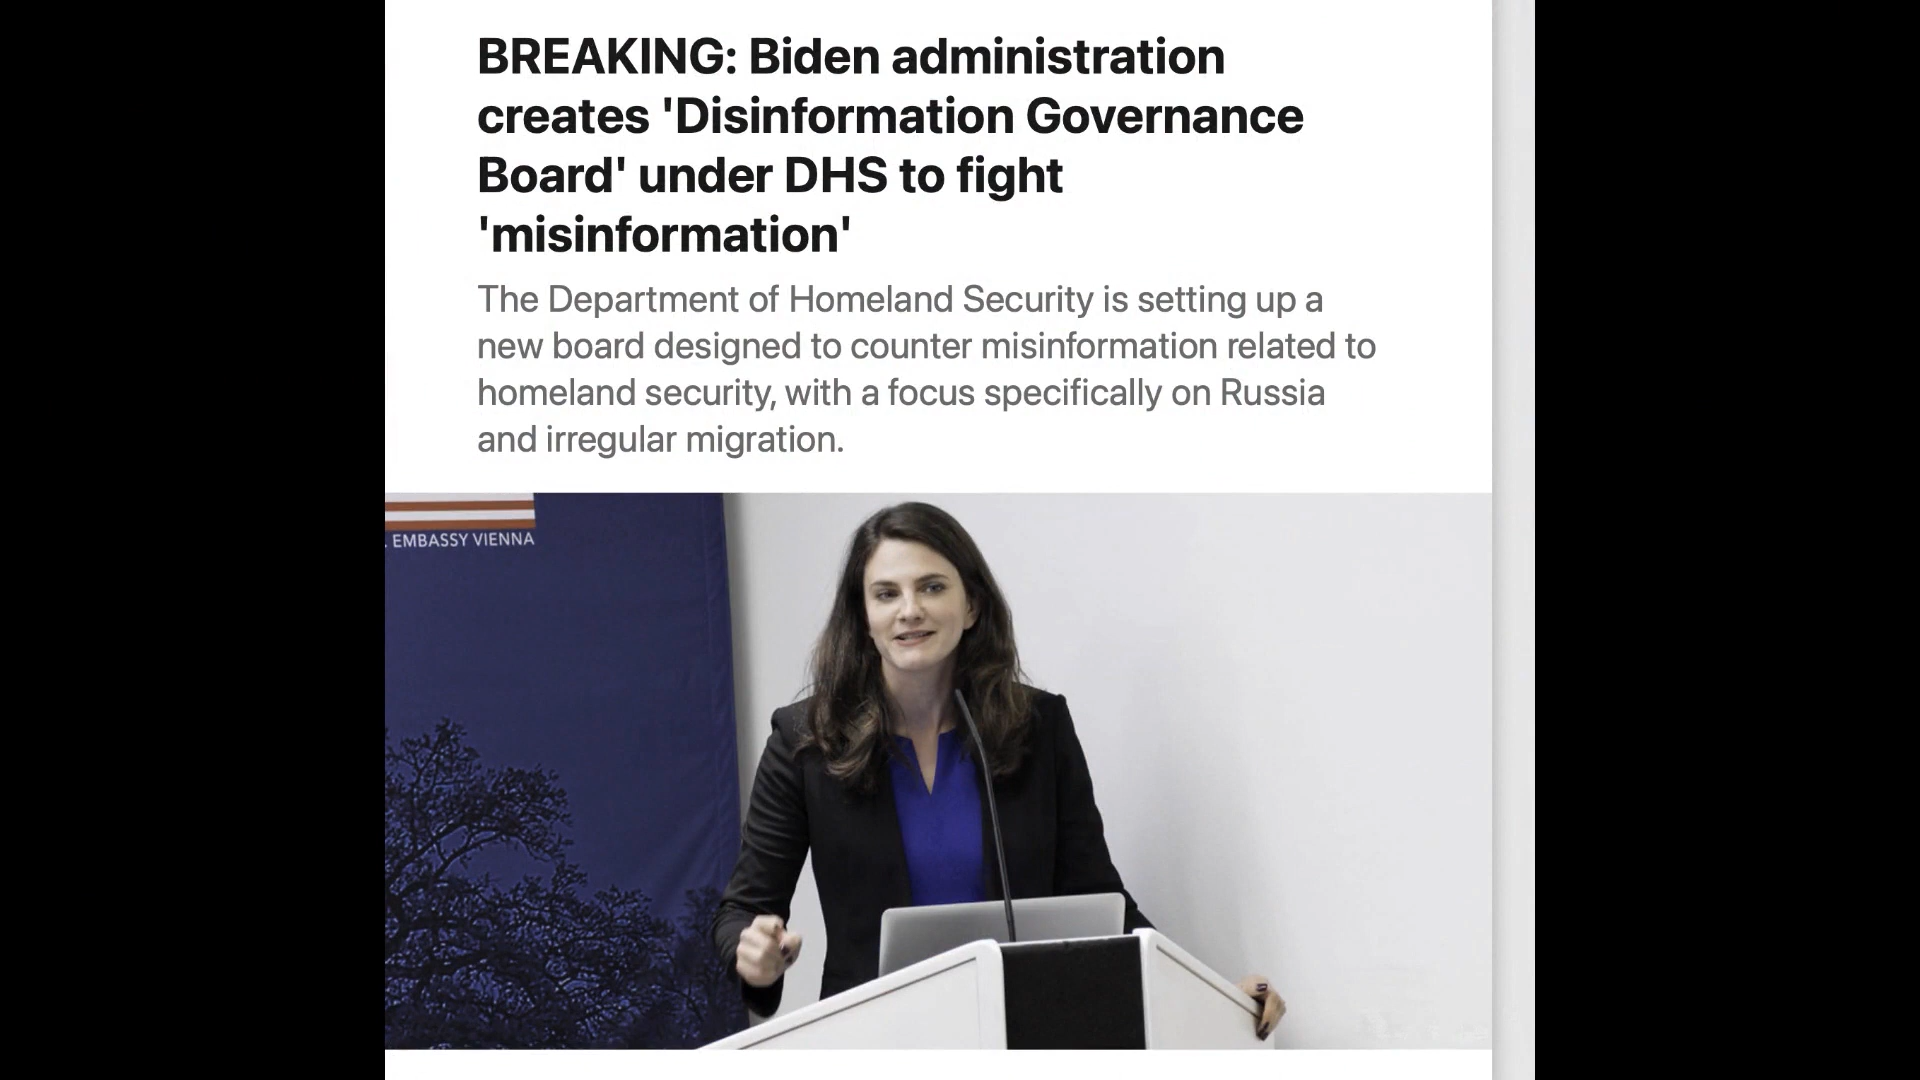 BREAKING: Biden administration
creates 'Disinformation Governance
Board' under DHS to fight
'misinformation'
The Department of Homeland Security is setting up a
new board designed to counter misinformation related to
homeland security, with a focus specifically on Russia
and irregular migration.
. EMBASSY VIENNA